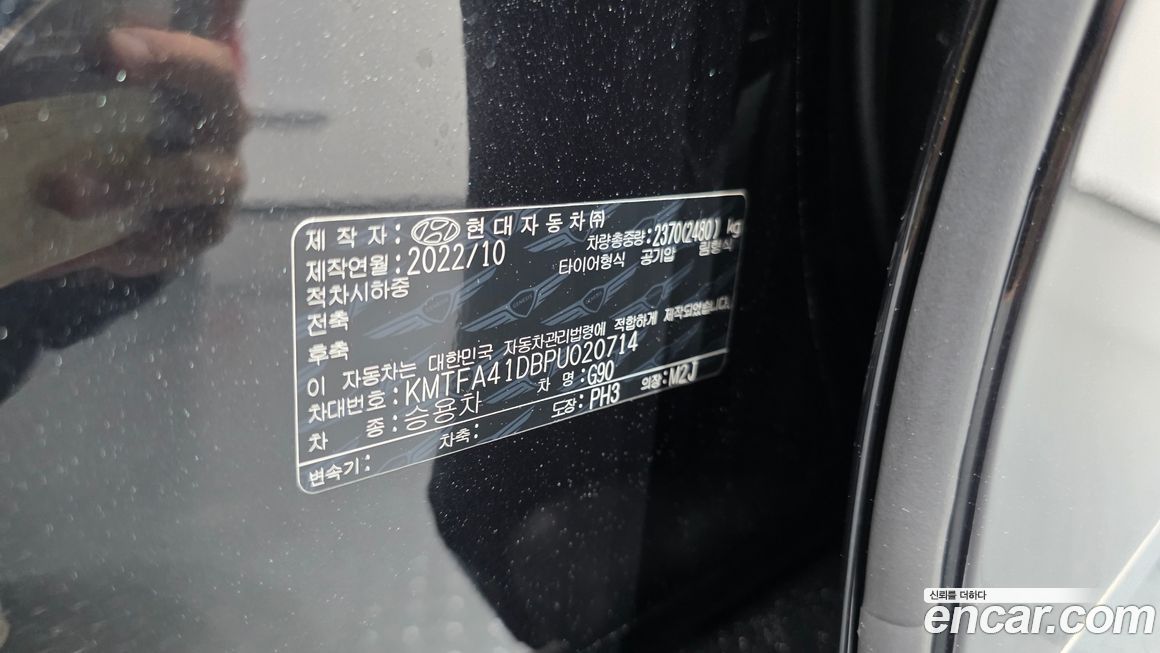 제 작 자 : 현 대 자 동 차 ㈜
제작연월 : 2022/10 차량총중량 : 2370(2480) kg
적차시하중 타이어형식 공기압 림형식
전축
후축
이 자동차는 대한민국 자동차관리법령에 적합하게 제작되었습니다.
차대번호 : KMTFA41DBPU020714
차 종 : 승용차 차 명 : G90
변속기 : 차축 : 도장 : PH3 의장 : M2J
GENESIS
신뢰를 더하다
encar.com